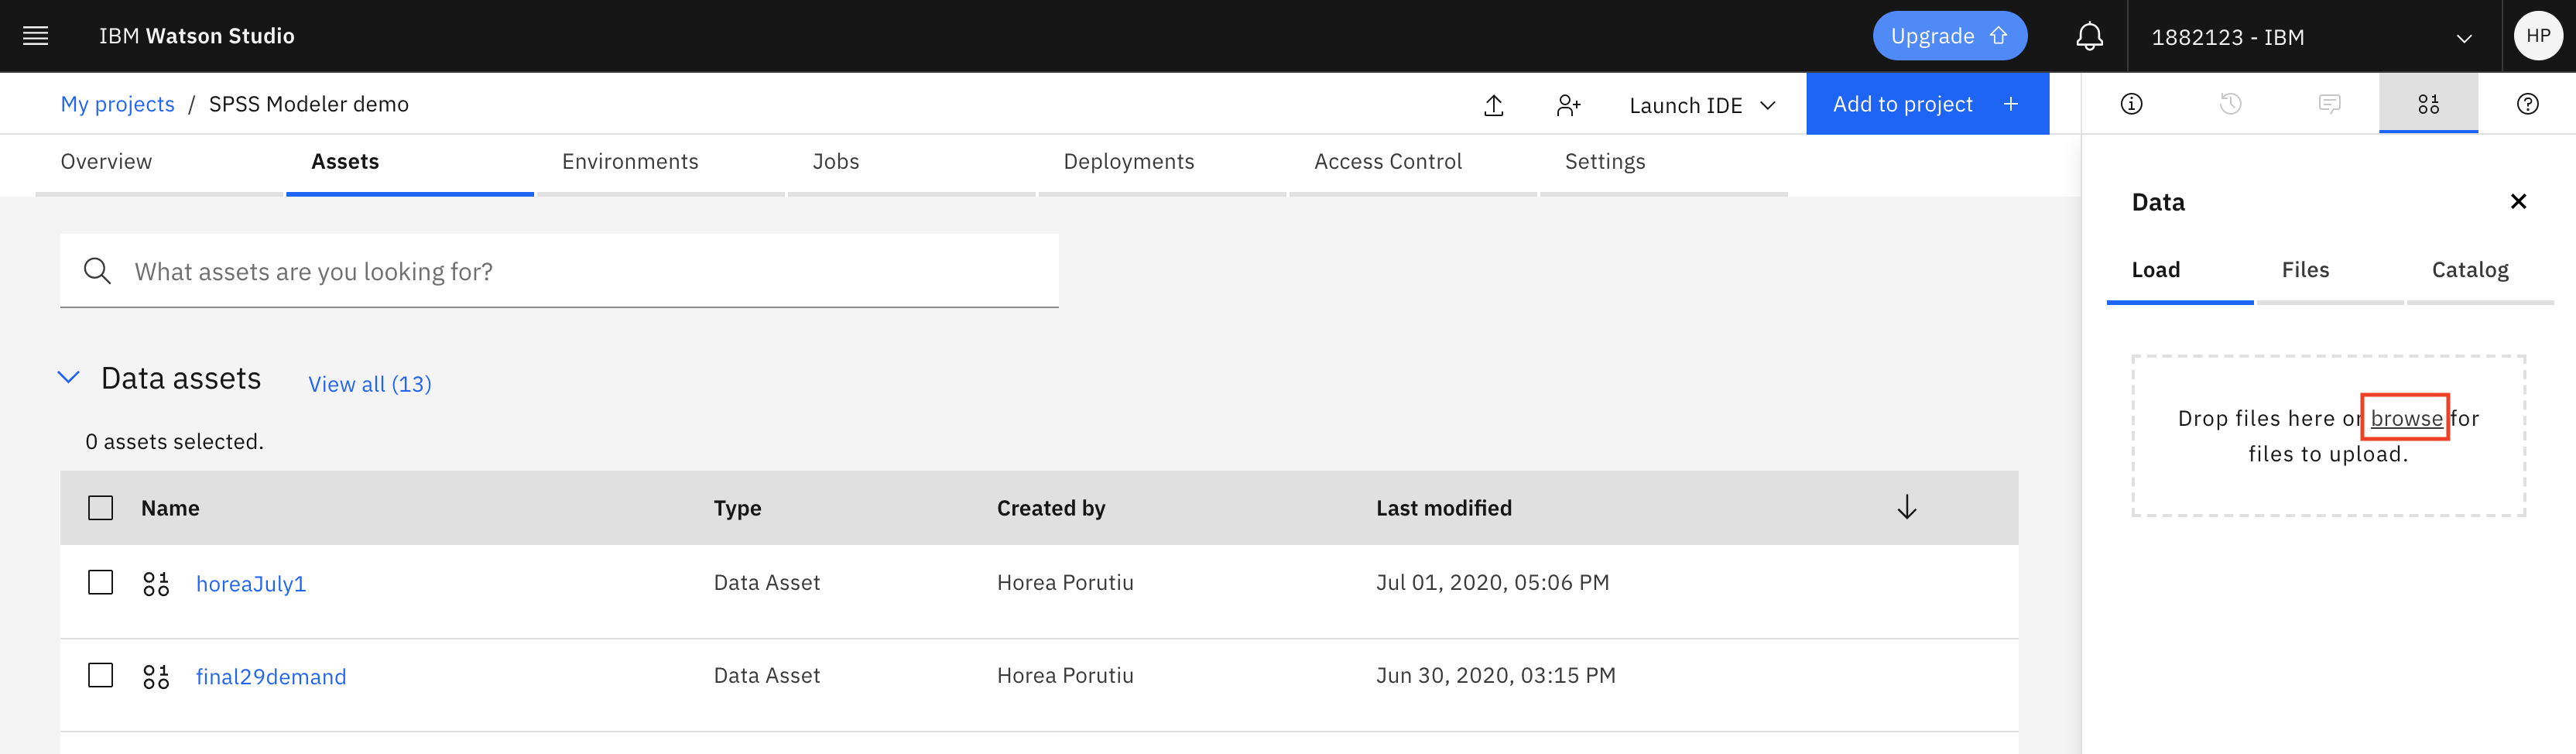 IBM Watson Studio
Upgrade
1882123 - IBM
HP
My projects / SPSS Modeler demo
Launch IDE
Add to project +
Overview
Assets
Environments
Jobs
Deployments
Access Control
Settings
What assets are you looking for?
Data assets
View all (13)
0 assets selected.
Name
Type
Created by
Last modified
horeaJuly1
Data Asset
Horea Porutiu
Jul 01, 2020, 05:06 PM
final29demand
Data Asset
Horea Porutiu
Jun 30, 2020, 03:15 PM
Data
Load
Files
Catalog
Drop files here or browse for
files to upload.